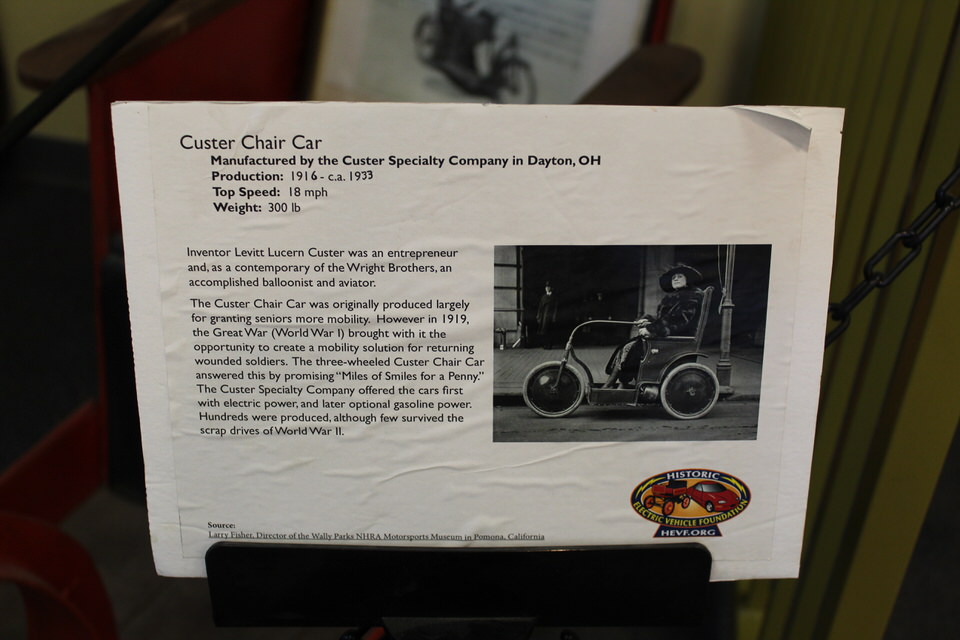 Custer Chair Car
Manufactured by the Custer Specialty Company in Dayton, OH
Production: 1916 - c.a. 1933
Top Speed: 18 mph
Weight: 300 lb
Inventor Levitt Lucern Custer was an entrepreneur
and, as a contemporary of the Wright Brothers, an
accomplished balloonist and aviator.
The Custer Chair Car was originally produced largely
for granting seniors more mobility. However in 1919,
the Great War (World War I) brought with it the
opportunity to create a mobility solution for returning
wounded soldiers. The three-wheeled Custer Chair Car
answered this by promising "Miles of Smiles for a Penny."
The Custer Specialty Company offered the cars first
with electric power, and later optional gasoline power.
Hundreds were produced, although few survived the
scrap drives of World War II.
HISTORIC
ELECTRIC VEHICLE FOUNDATION
HEVF.ORG
Source:
Larry Fisher, Director of the Wally Parks NHRA Motorsports Museum in Pomona, California